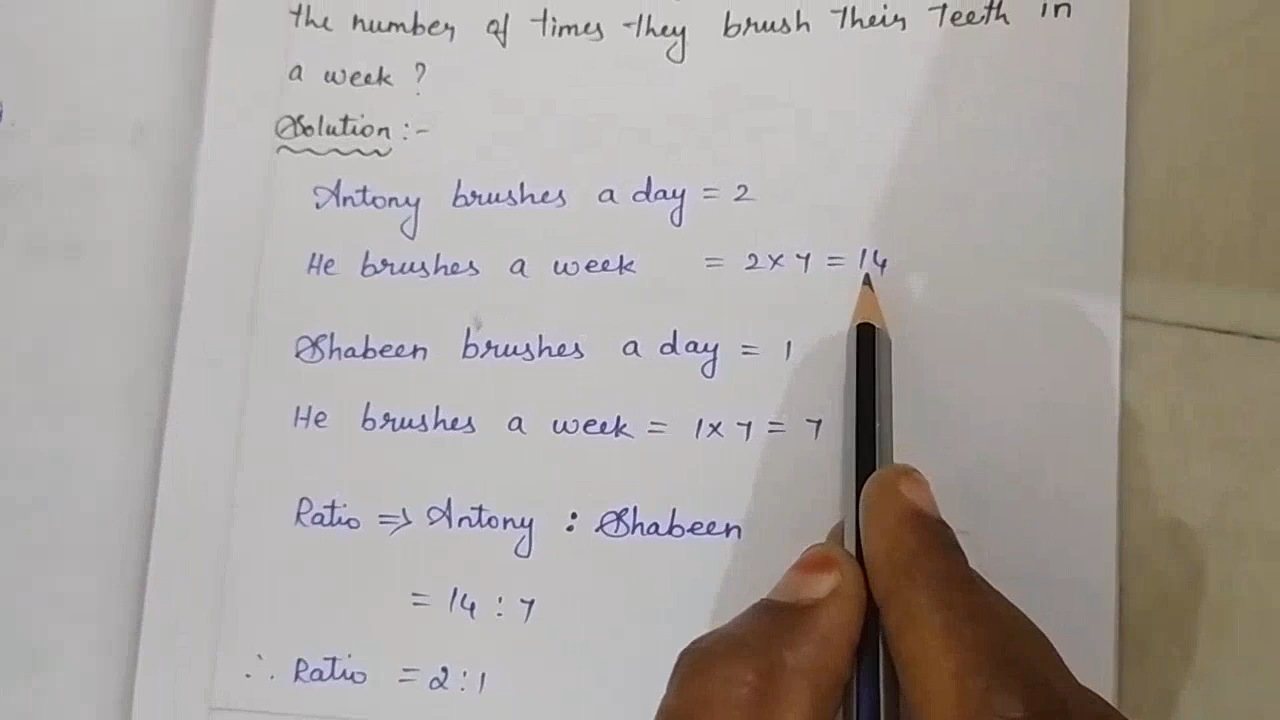 the number of times they brush their teeth in
a week ?
Solution :-
Antony brushes a day = 2
He brushes a week = 2 × 7 = 14
Shabeen brushes a day = 1
He brushes a week = 1 × 7 = 7
Ratio ⇒ Antony : Shabeen
= 14 : 7
∴ Ratio = 2 : 1